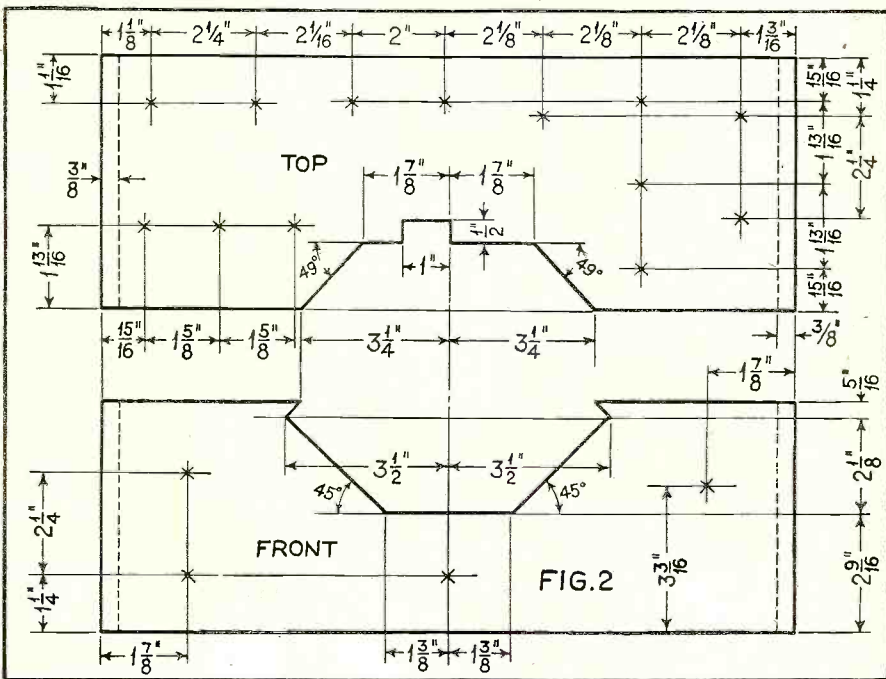 1 1/8" 2 1/4" 2 1/16" 2" 2 1/8" 2 1/8" 2 1/8" 1 3/16"
1 1/16" 15/16" 1 1/4"
TOP 1 7/8" 1 7/8" 1 13/16" 2 1/4"
3/8"
1 13/16" 49° 1" 1/2" 49° 1 13/16" 15/16"
15/16" 1 5/8" 1 5/8" 3 1/4" 3 1/4" 3/8"
1 7/8" 5/16"
3 1/2" 3 1/2" 2 1/8"
2 1/4" 45° 45°
FRONT FIG.2 3 3/16" 2 9/16"
1 1/4"
1 7/8" 1 3/8" 1 3/8"